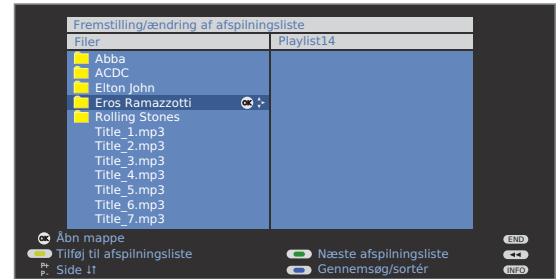 Fremstilling/ændring af afspilningsliste
Filer Playlist14
Abba
ACDC
Elton John
Eros Ramazzotti OK
Rolling Stones
Title_1.mp3
Title_2.mp3
Title_3.mp3
Title_4.mp3
Title_5.mp3
Title_6.mp3
Title_7.mp3
OK Åbn mappe END
Tilføj til afspilningsliste Næste afspilningsliste
P+ P- Side ↓↑ Gennemsøg/sortér INFO